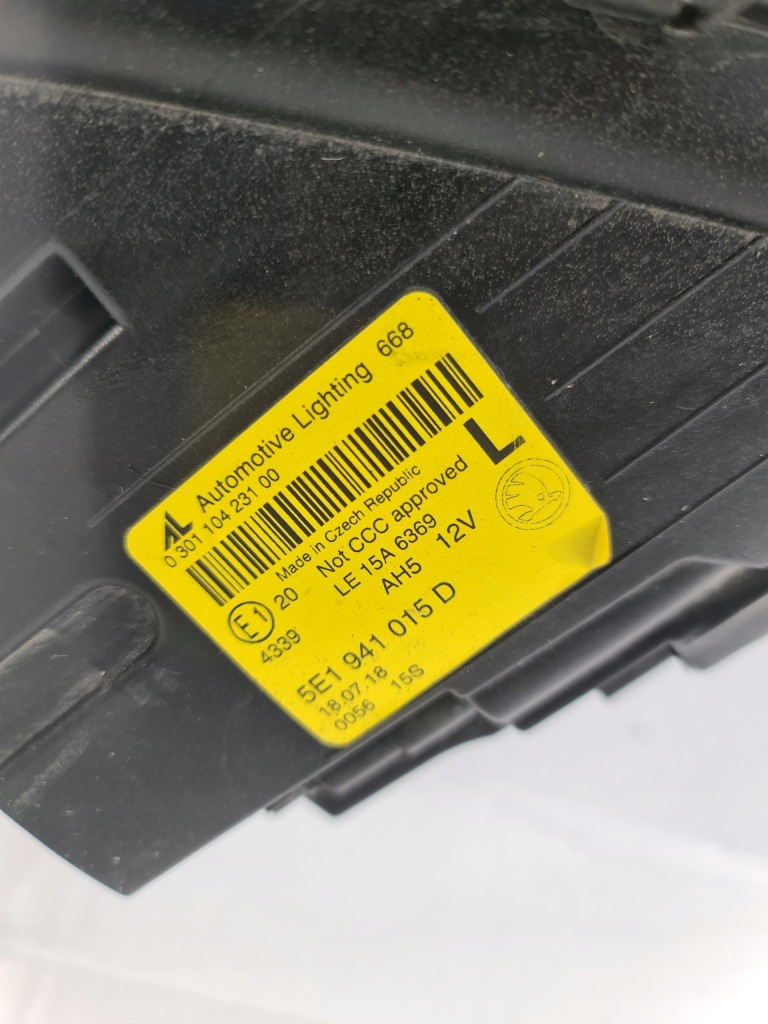 AL Automotive Lighting 668
0 301 104 231 00
Made in Czech Republic
L
Not CCC approved
E1 20 LE 15A 6369
4339 AH5 12V
5E1 941 015 D
18.07.18
0056 15S